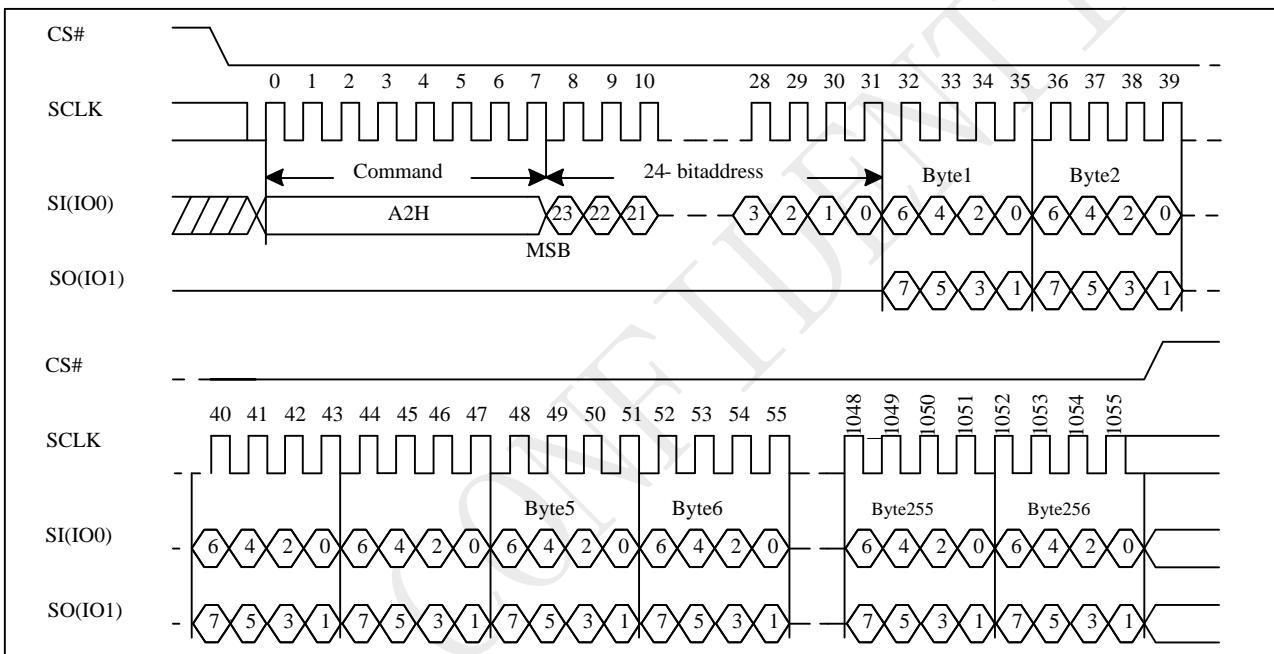 CS#
0 1 2 3 4 5 6 7 8 9 10 28 29 30 31 32 33 34 35 36 37 38 39
SCLK
Command 24- bitaddress Byte1 Byte2
SI(IO0) A2H 23 22 21 3 2 1 0 6 4 2 0 6 4 2 0
MSB
SO(IO1) 7 5 3 1 7 5 3 1
CS#
40 41 42 43 44 45 46 47 48 49 50 51 52 53 54 55 1048 1049 1050 1051 1052 1053 1054 1055
SCLK
Byte5 Byte6 Byte255 Byte256
SI(IO0) 6 4 2 0 6 4 2 0 6 4 2 0 6 4 2 0 6 4 2 0 6 4 2 0
SO(IO1) 7 5 3 1 7 5 3 1 7 5 3 1 7 5 3 1 7 5 3 1 7 5 3 1
CONFIDENT